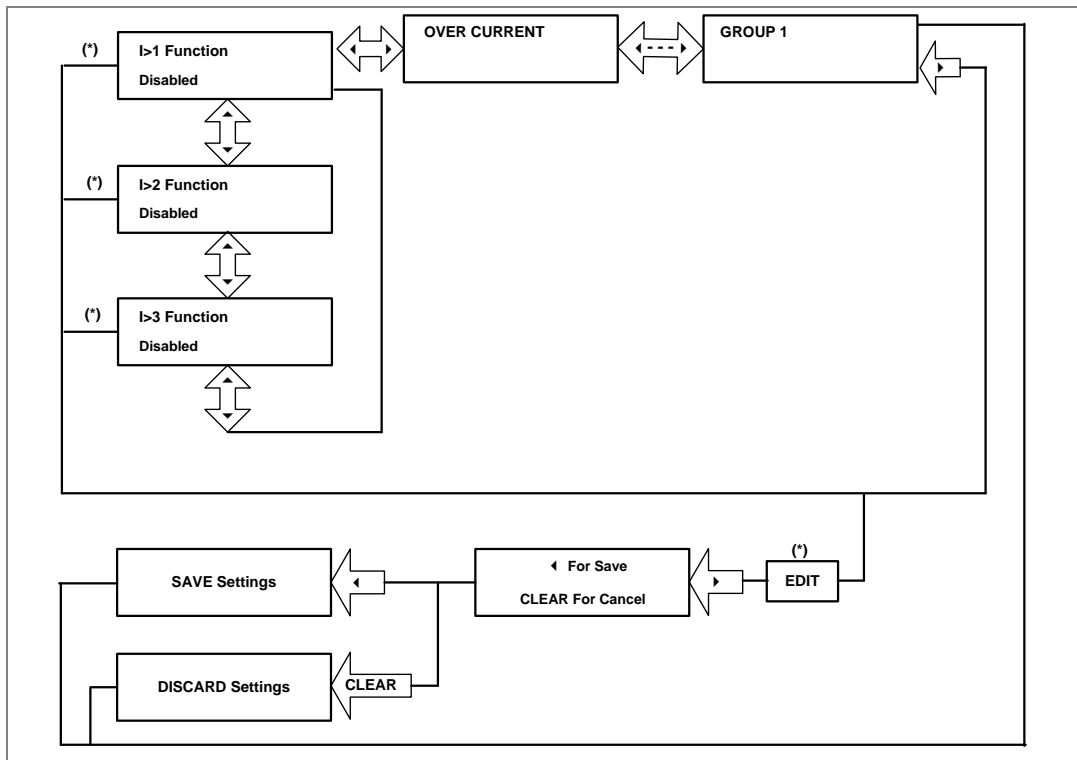 (*)
I>1 Function
Disabled
OVER CURRENT
GROUP 1
(*)
I>2 Function
Disabled
(*)
I>3 Function
Disabled
(*)
EDIT
For Save
CLEAR For Cancel
SAVE Settings
CLEAR
DISCARD Settings